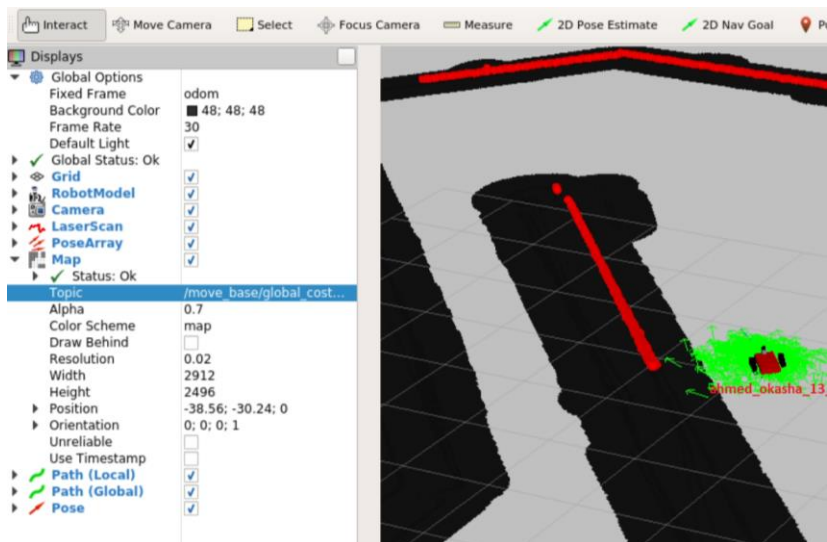 Interact Move Camera Select Focus Camera Measure 2D Pose Estimate 2D Nav Goal
Displays
Global Options
Fixed Frame odom
Background Color 48; 48; 48
Frame Rate 30
Default Light
Global Status: Ok
Grid
RobotModel
Camera
LaserScan
PoseArray
Map
Status: Ok
Topic /move_base/global_cost...
Alpha 0.7
Color Scheme map
Draw Behind
Resolution 0.02
Width 2912
Height 2496
Position -38.56; -30.24; 0
Orientation 0; 0; 0; 1
Unreliable
Use Timestamp
Path (Local)
Path (Global)
Pose
ahmed_okasha_13